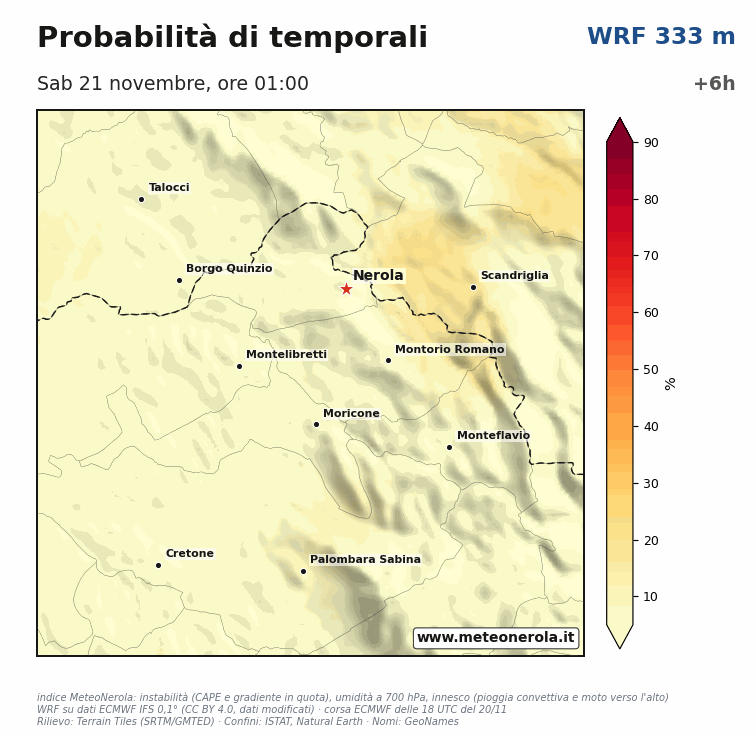 Probabilità di temporali
WRF 333 m
Sab 21 novembre, ore 01:00
+6h
Talocci
Borgo Quinzio
Nerola
Scandriglia
Montelibretti
Montorio Romano
Moricone
Monteflavio
Cretone
Palombara Sabina
www.meteonerola.it
90
80
70
60
50
40
30
20
10
%
indice MeteoNerola: instabilità (CAPE e gradiente in quota), umidità a 700 hPa, innesco (pioggia convettiva e moto verso l'alto)
WRF su dati ECMWF IFS 0,1° (CC BY 4.0, dati modificati) · corsa ECMWF delle 18 UTC del 20/11
Rilievo: Terrain Tiles (SRTM/GMTED) · Confini: ISTAT, Natural Earth · Nomi: GeoNames